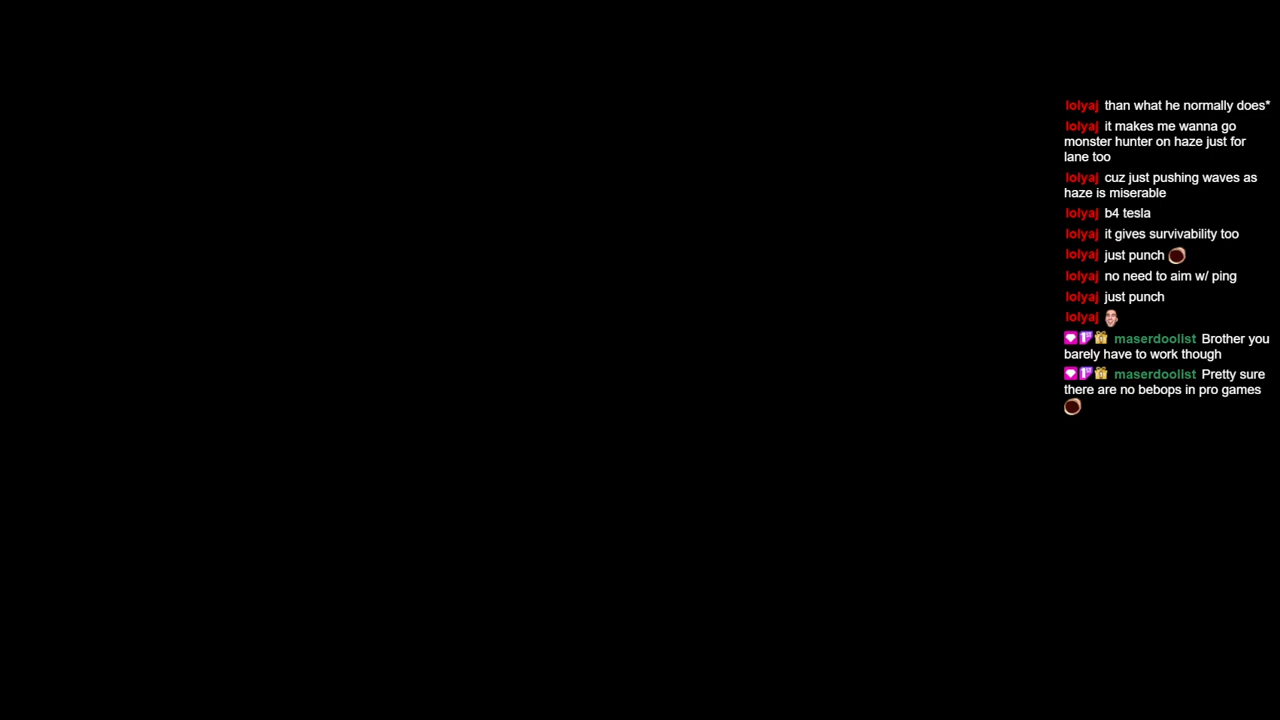 lolyaj than what he normally does*
lolyaj it makes me wanna go
monster hunter on haze just for
lane too
lolyaj cuz just pushing waves as
haze is miserable
lolyaj b4 tesla
lolyaj it gives survivability too
lolyaj just punch
lolyaj no need to aim w/ ping
lolyaj just punch
lolyaj
maserdoolist Brother you
barely have to work though
maserdoolist Pretty sure
there are no bebops in pro games